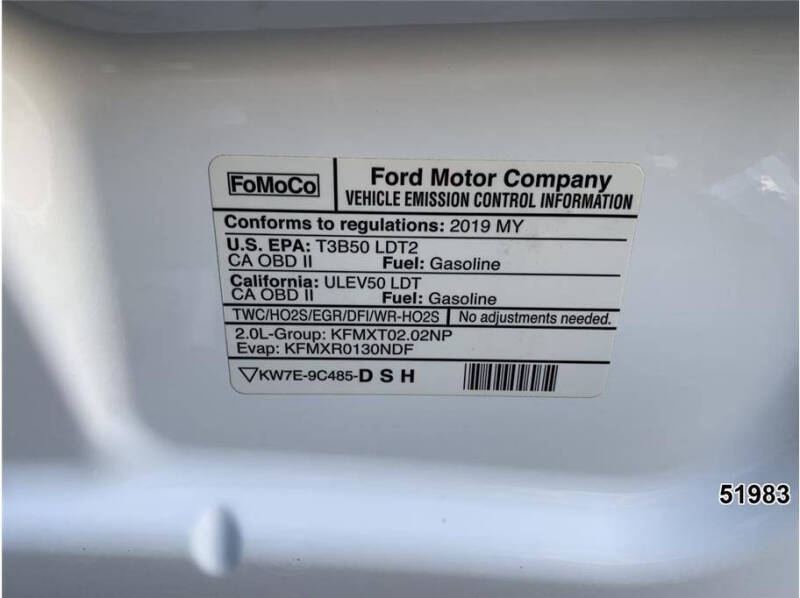 FoMoCo
Ford Motor Company
VEHICLE EMISSION CONTROL INFORMATION
Conforms to regulations: 2019 MY
U.S. EPA: T3B50 LDT2
CA OBD II Fuel: Gasoline
California: ULEV50 LDT
CA OBD II Fuel: Gasoline
TWC/HO2S/EGR/DFI/WR-HO2S No adjustments needed.
2.0L-Group: KFMXT02.02NP
Evap: KFMXR0130NDF
KW7E-9C485-D S H
51983